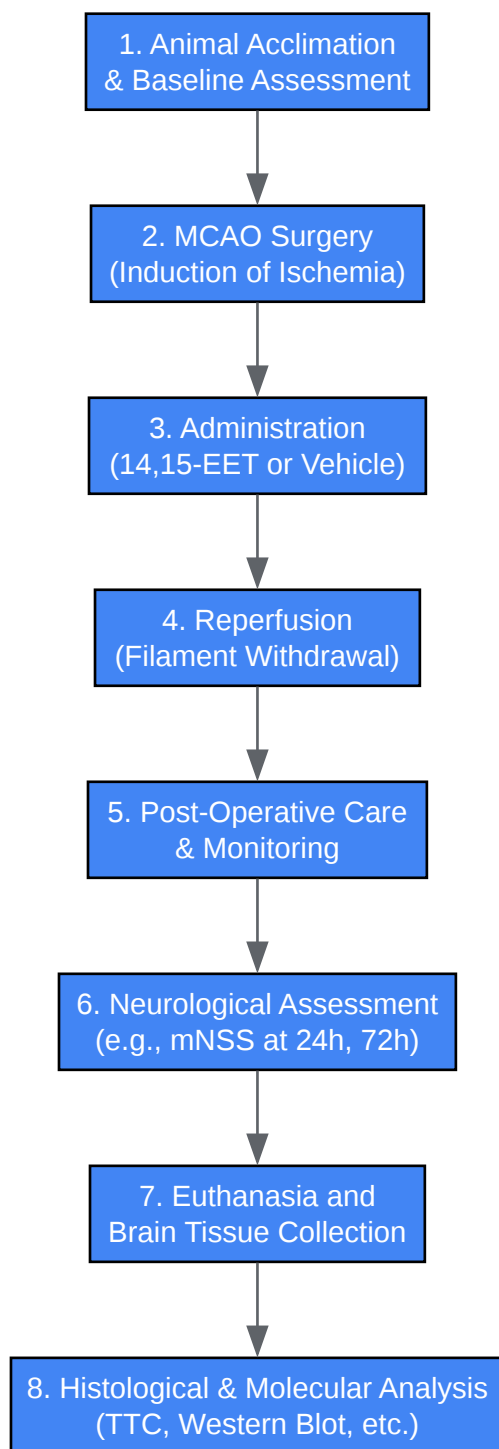 1. Animal Acclimation
& Baseline Assessment
2. MCAO Surgery
(Induction of Ischemia)
3. Administration
(14,15-EET or Vehicle)
4. Reperfusion
(Filament Withdrawal)
5. Post-Operative Care
& Monitoring
6. Neurological Assessment
(e.g., mNSS at 24h, 72h)
7. Euthanasia and
Brain Tissue Collection
8. Histological & Molecular Analysis
(TTC, Western Blot, etc.)